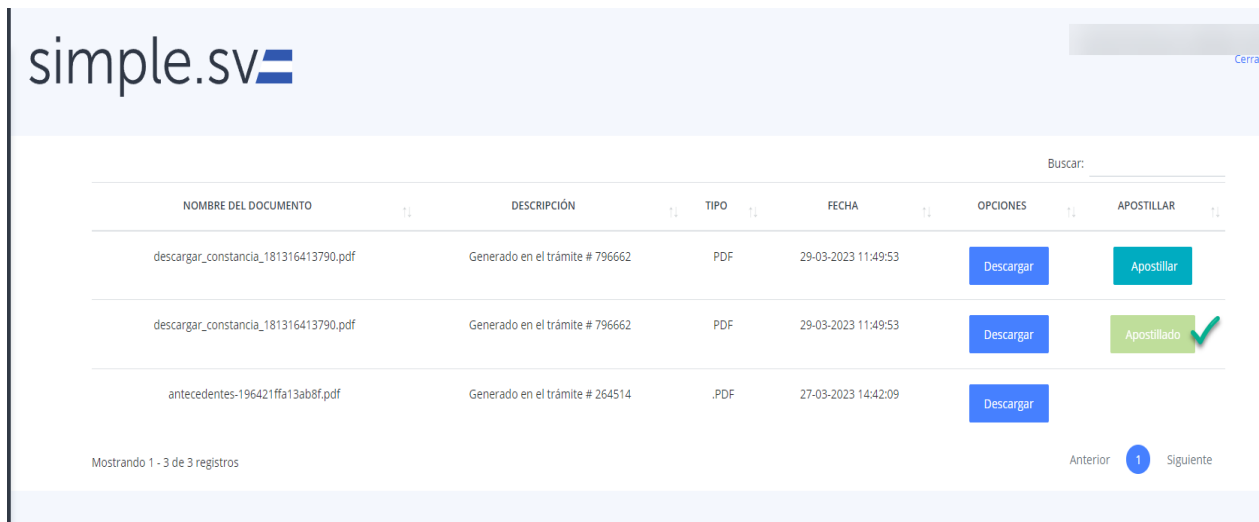 simple.sv
Cerra
Buscar:
NOMBRE DEL DOCUMENTO DESCRIPCIÓN TIPO FECHA OPCIONES APOSTILLAR
descargar_constancia_181316413790.pdf Generado en el trámite # 796662 PDF 29-03-2023 11:49:53 Descargar Apostillar
descargar_constancia_181316413790.pdf Generado en el trámite # 796662 PDF 29-03-2023 11:49:53 Descargar Apostillado
antecedentes-196421ffa13ab8f.pdf Generado en el trámite # 264514 .PDF 27-03-2023 14:42:09 Descargar
Mostrando 1 - 3 de 3 registros Anterior 1 Siguiente